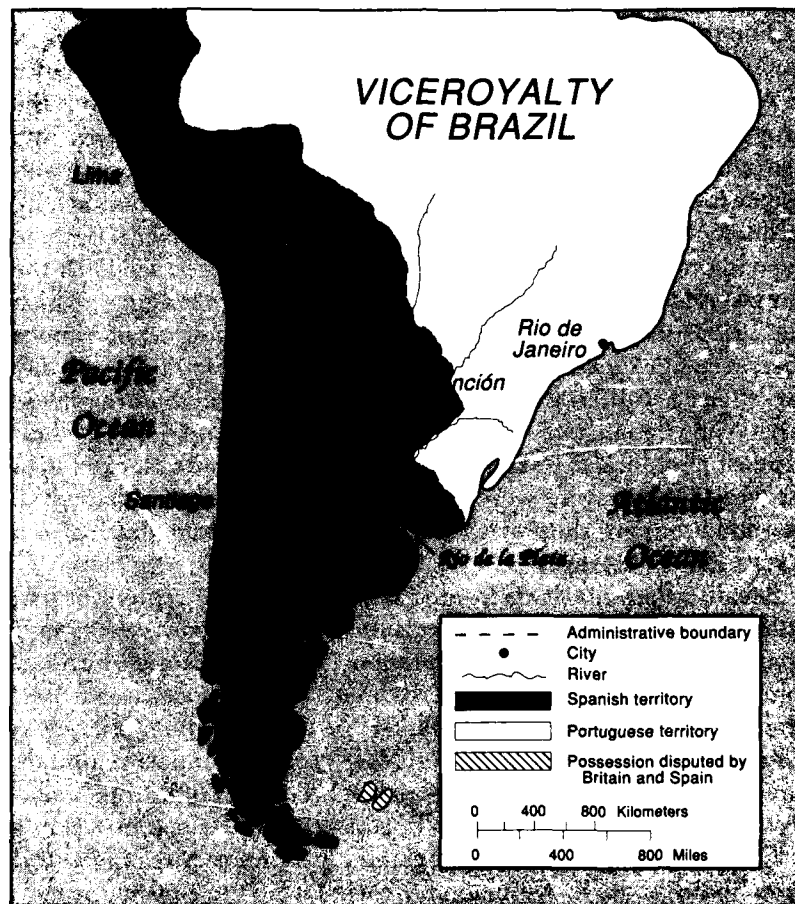 VICEROYALTY
OF BRAZIL
Lima
Rio de
Janeiro
Pacific
Ocean
nción
Santiago
Atlantic
Ocean
Río de la Plata
Administrative boundary
City
River
Spanish territory
Portuguese territory
Possession disputed by
Britain and Spain
0 400 800 Kilometers
0 400 800 Miles